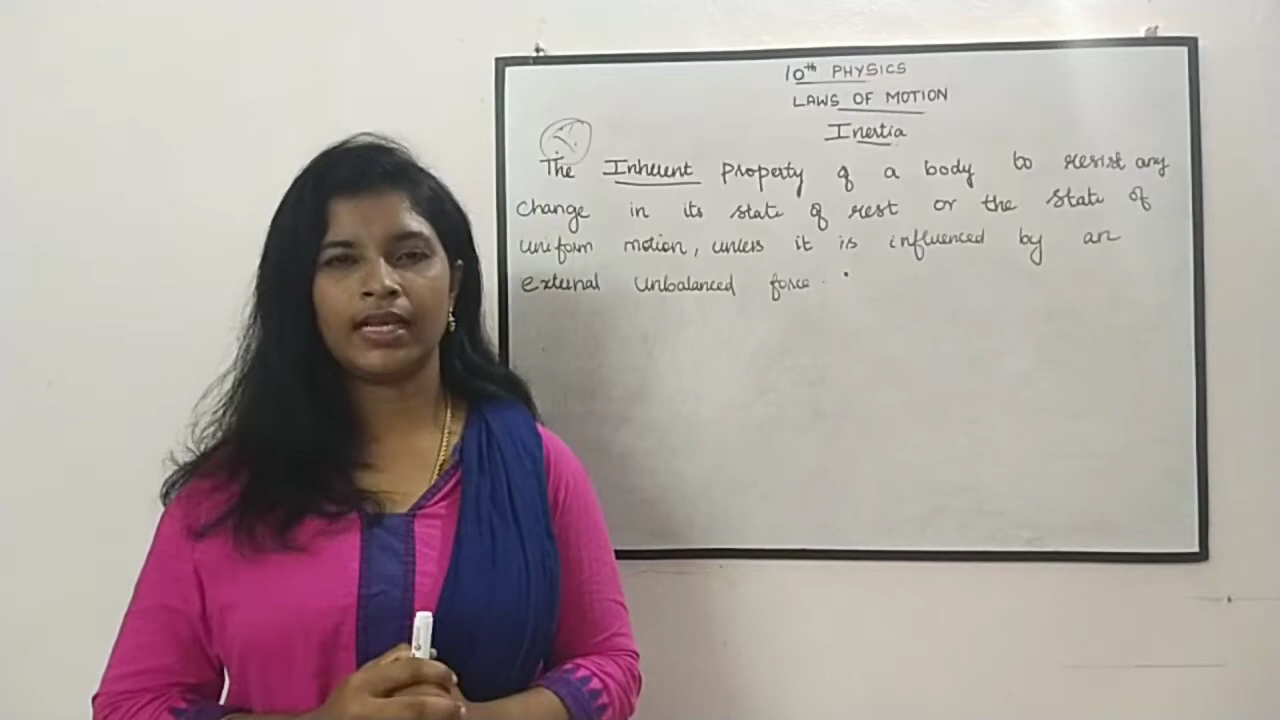 10th PHYSICS
LAWS OF MOTION
Inertia
The Inherent property of a body to resist any
change in its state of rest or the state of
uniform motion, unless it is influenced by an
external unbalanced force.